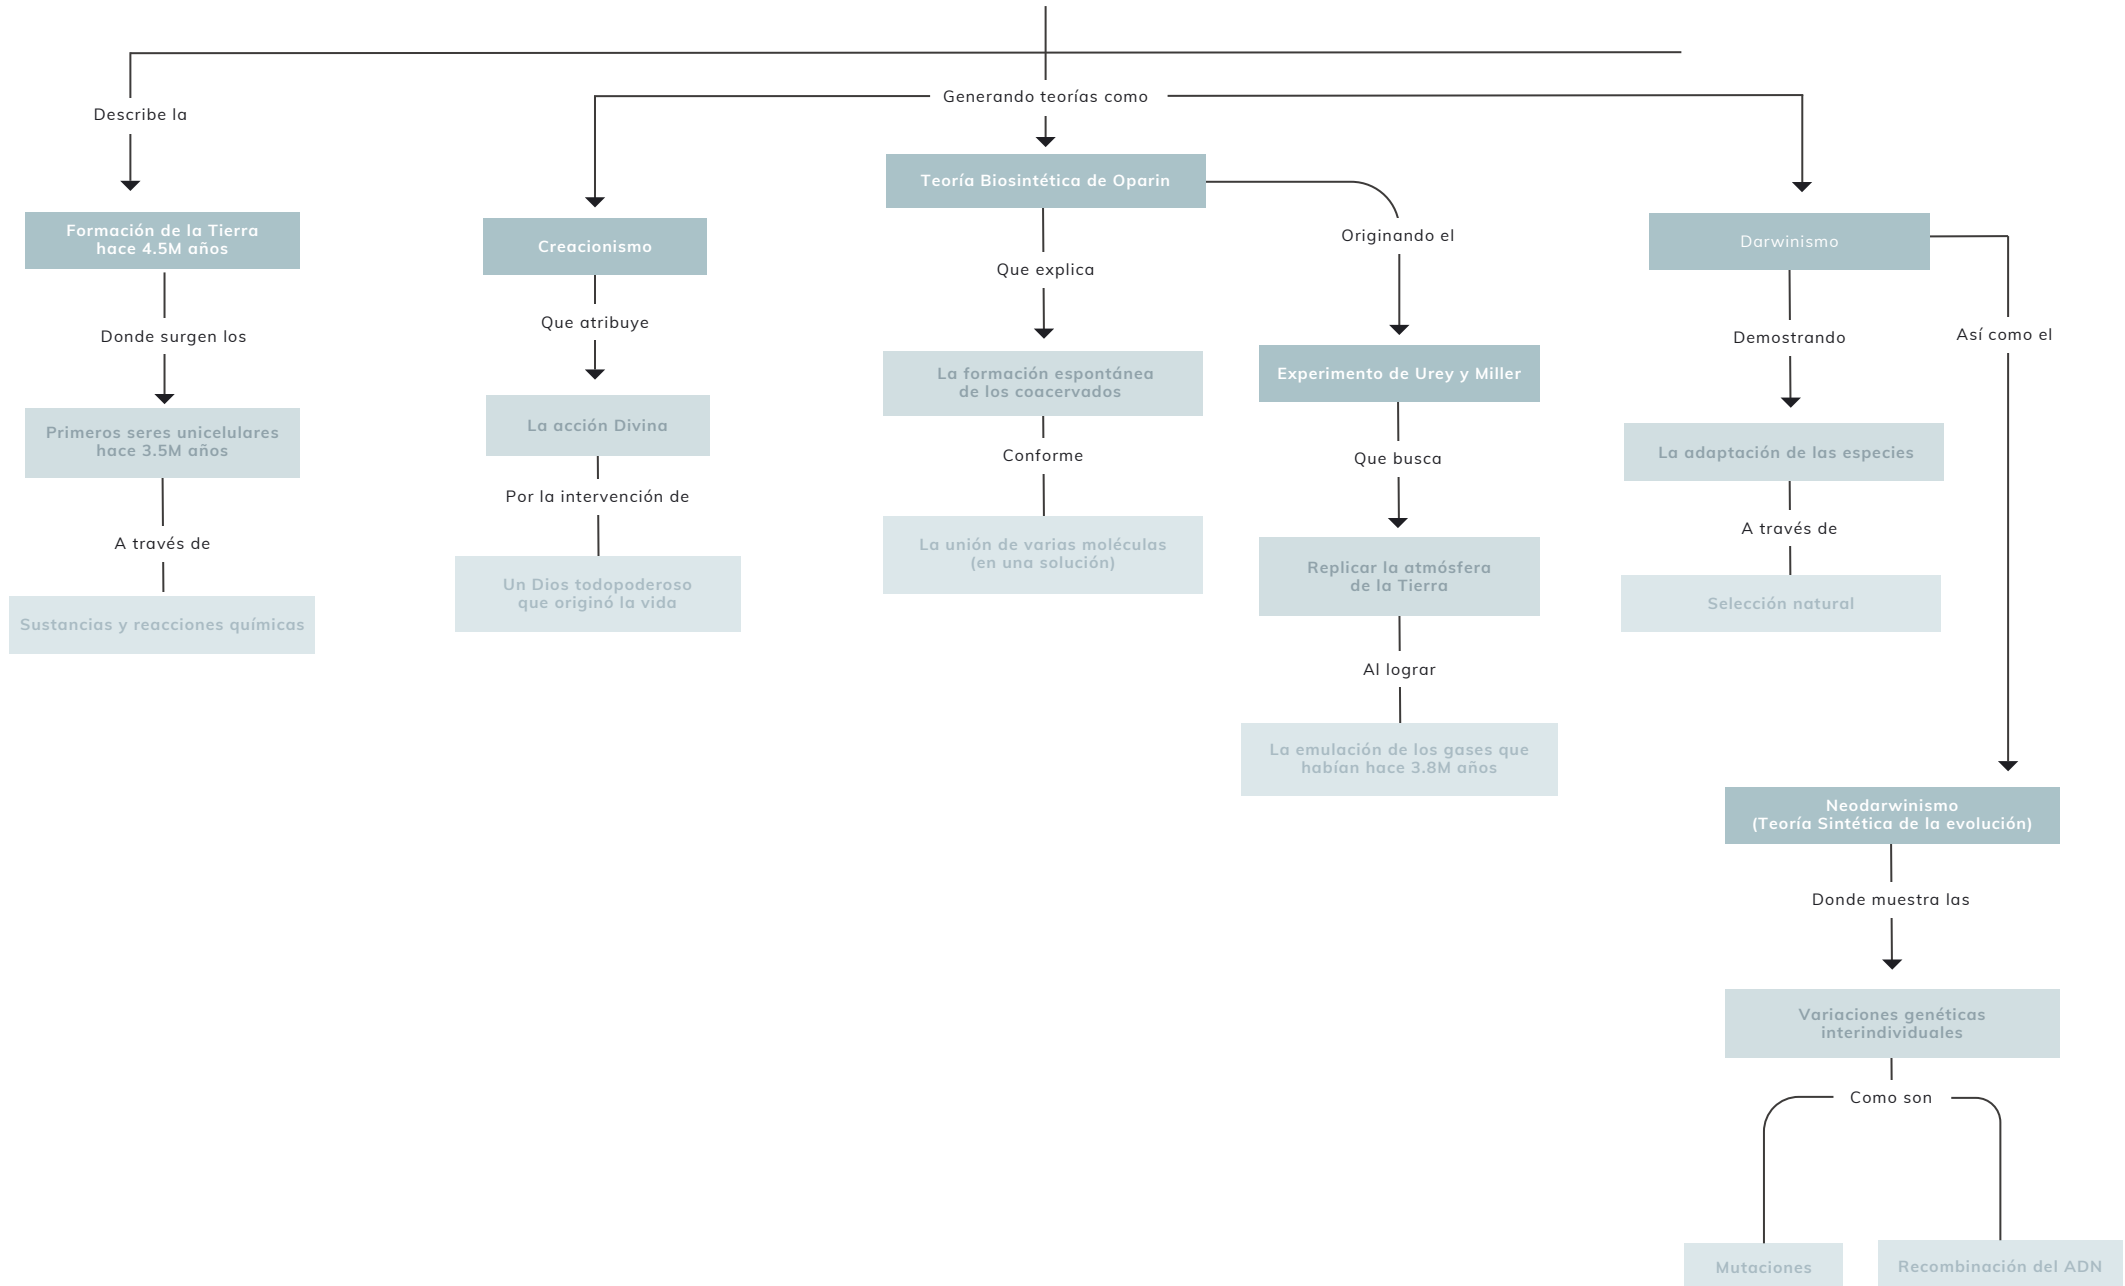 Describe la
Formación de la Tierra
hace 4.5M años
Donde surgen los
Primeros seres unicelulares
hace 3.5M años
A través de
Sustancias y reacciones químicas
Generando teorías como
Creacionismo
Que atribuye
La acción Divina
Por la intervención de
Un Dios todopoderoso
que originó la vida
Teoría Biosintética de Oparin
Que explica
La formación espontánea
de los coacervados
Conforme
La unión de varias moléculas
(en una solución)
Originando el
Experimento de Urey y Miller
Que busca
Replicar la atmósfera
de la Tierra
Al lograr
La emulación de los gases que
habían hace 3.8M años
Darwinismo
Demostrando
La adaptación de las especies
A través de
Selección natural
Así como el
Neodarwinismo
(Teoría Sintética de la evolución)
Donde muestra las
Variaciones genéticas
interindividuales
Como son
Mutaciones
Recombinación del ADN